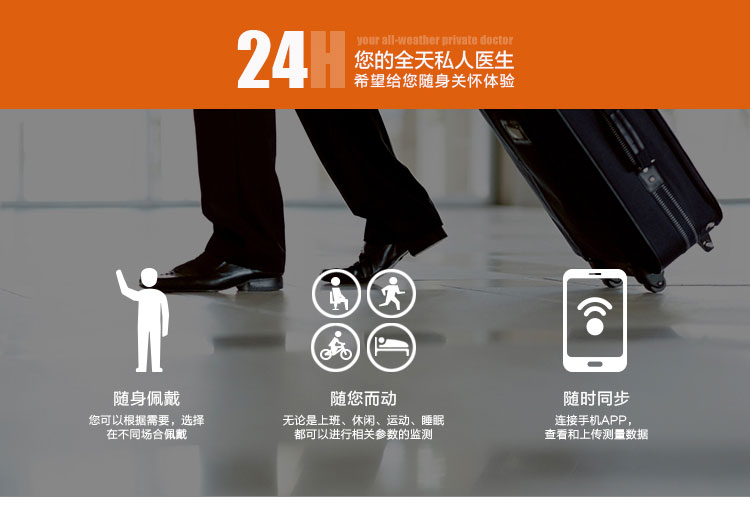 24H
your all-weather private doctor
您的全天私人医生
希望给您随身关怀体验
随身佩戴
您可以根据需要，选择
在不同场合佩戴
随您而动
无论是上班、休闲、运动、睡眠
都可以进行相关参数的监测
随时同步
连接手机APP，
查看和上传测量数据